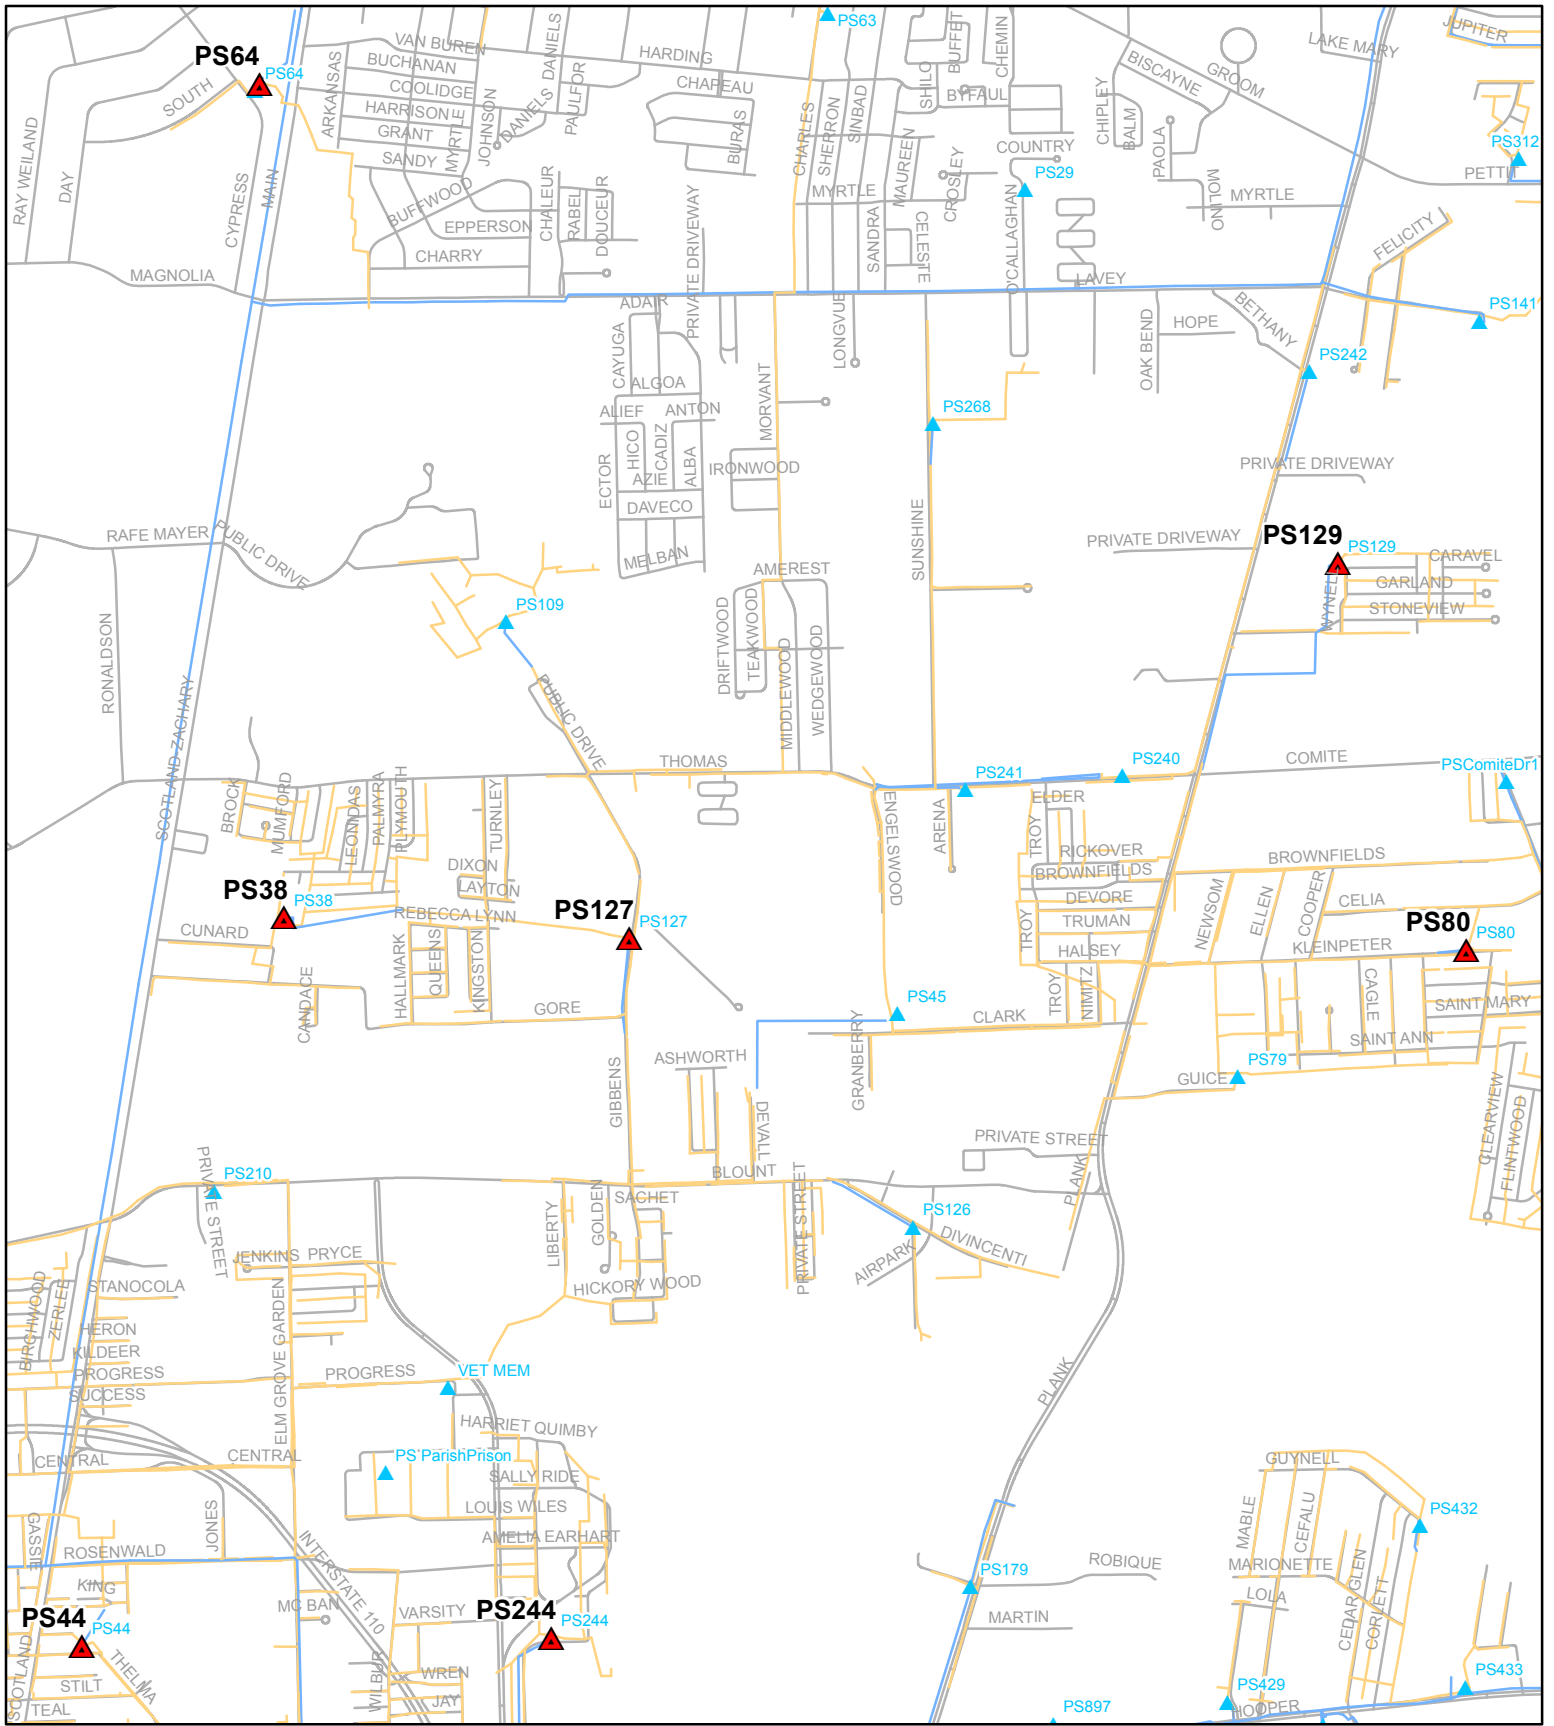 PS63
JUPITER
LAKE MARY
VAN BUREN
HARDING
PS64
PS64
BUCHANAN
COOLIDGE
HARRISON
GRANT
SANDY
ARKANSAS
MYRTLE
JOHNSON
DANIELS
DANIELS
PAULFOR
CHAPEAU
BURAS
CHARLES
SHERRON
SINBAD
SHILO
BUFFET
CHEMIN
BYFAUL
CHIPLEY
BALM
BISCAYNE
GROOM
PS312
PETTIT
SOUTH
RAY WEILAND
DAY
CYPRESS
MAIN
BUFFWOOD
EPPERSON
CHARRY
CHALEUR
RABEL
DOUCEUR
PRIVATE DRIVEWAY
MYRTLE
MAUREEN
SANDRA
CROSLEY
CELESTE
COUNTRY
PS29
O'CALLAGHAN
PAOLA
MOLINO
MYRTLE
FELICITY
MAGNOLIA
LAVEY
ADAIR
PRIVATE DRIVEWAY
LONGVUE
BETHANY
HOPE
OAK BEND
PS141
PS242
CAYUGA
ALGOA
ALIEF
ANTON
HICO
CADIZ
AZIE
ALBA
ECTOR
DAVECO
MELBAN
MORVANT
IRONWOOD
PS268
SUNSHINE
PRIVATE DRIVEWAY
PRIVATE DRIVEWAY
RAFE MAYER
PUBLIC DRIVE
RONALDSON
PS109
PUBLIC DRIVE
AMEREST
DRIFTWOOD
TEAKWOOD
MIDDLEWOOD
WEDGEWOOD
PS129
PS129
CARAVEL
GARLAND
STONEVIEW
WYNELL
SCOTLAND-ZACHARY
THOMAS
PS241
PS240
COMITE
PSComiteDr1
BROCK
MUMFORD
LEONIDAS
PALMYRA
PLYMOUTH
TURNLEY
DIXON
LAYTON
ENGELSWOOD
ARENA
ELDER
TROY
RICKOVER
BROWNFIELDS
BROWNFIELDS
DEVORE
TRUMAN
HALSEY
TROY
NEWSOM
ELLEN
COOPER
CELIA
KLEINPETER
PS38
PS38
CUNARD
REBECCA LYNN
PS127
PS127
PS80
PS80
CANDACE
HALLMARK
QUEENS
KINGSTON
GORE
PS45
GRANBERRY
CLARK
TROY
NIMITZ
CAGLE
SAINT MARY
SAINT ANN
PS79
GUICE
ASHWORTH
GIBBENS
DEVALL
CLEARVIEW
FLINTWOOD
PRIVATE STREET
PLANK
PRIVATE STREET
PS210
BLOUNT
SACHET
LIBERTY
GOLDEN
HICKORY WOOD
PRIVATE STREET
PS126
AIRPARK
DIVINCENTI
JENKINS
PRYCE
STANOCOLA
BIRCHWOOD
ZERLEE
HERON
KILDEER
PROGRESS
SUCCESS
ELM GROVE GARDEN
PROGRESS
VET MEM
PLANK
HARRIET QUIMBY
CENTRAL
CENTRAL
PS ParishPrison
SALLY RIDE
LOUIS WILES
AMELIA EARHART
GUYNELL
MABLE
CEFALU
PS432
GASSIE
ROSENWALD
JONES
INTERSTATE 110
KING
MC BAN
VARSITY
PS44
PS44
PS244
PS244
PS179
ROBIQUE
MARTIN
MARIONETTE
LOLA
CEDAR GLEN
CORLETT
SCOTLAND
THELMA
STILT
TEAL
WILBUR
WREN
JAY
PS897
PS429
HOOPER
PS433